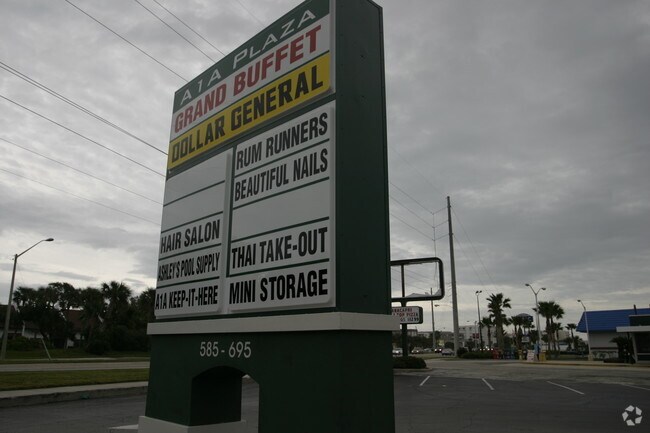 A1A PLAZA
GRAND BUFFET
DOLLAR GENERAL
RUM RUNNERS
BEAUTIFUL NAILS
HAIR SALON
THAI TAKE-OUT
ASHLEY'S POOL SUPPLY
A1A KEEP-IT-HERE
MINI STORAGE
585 - 695